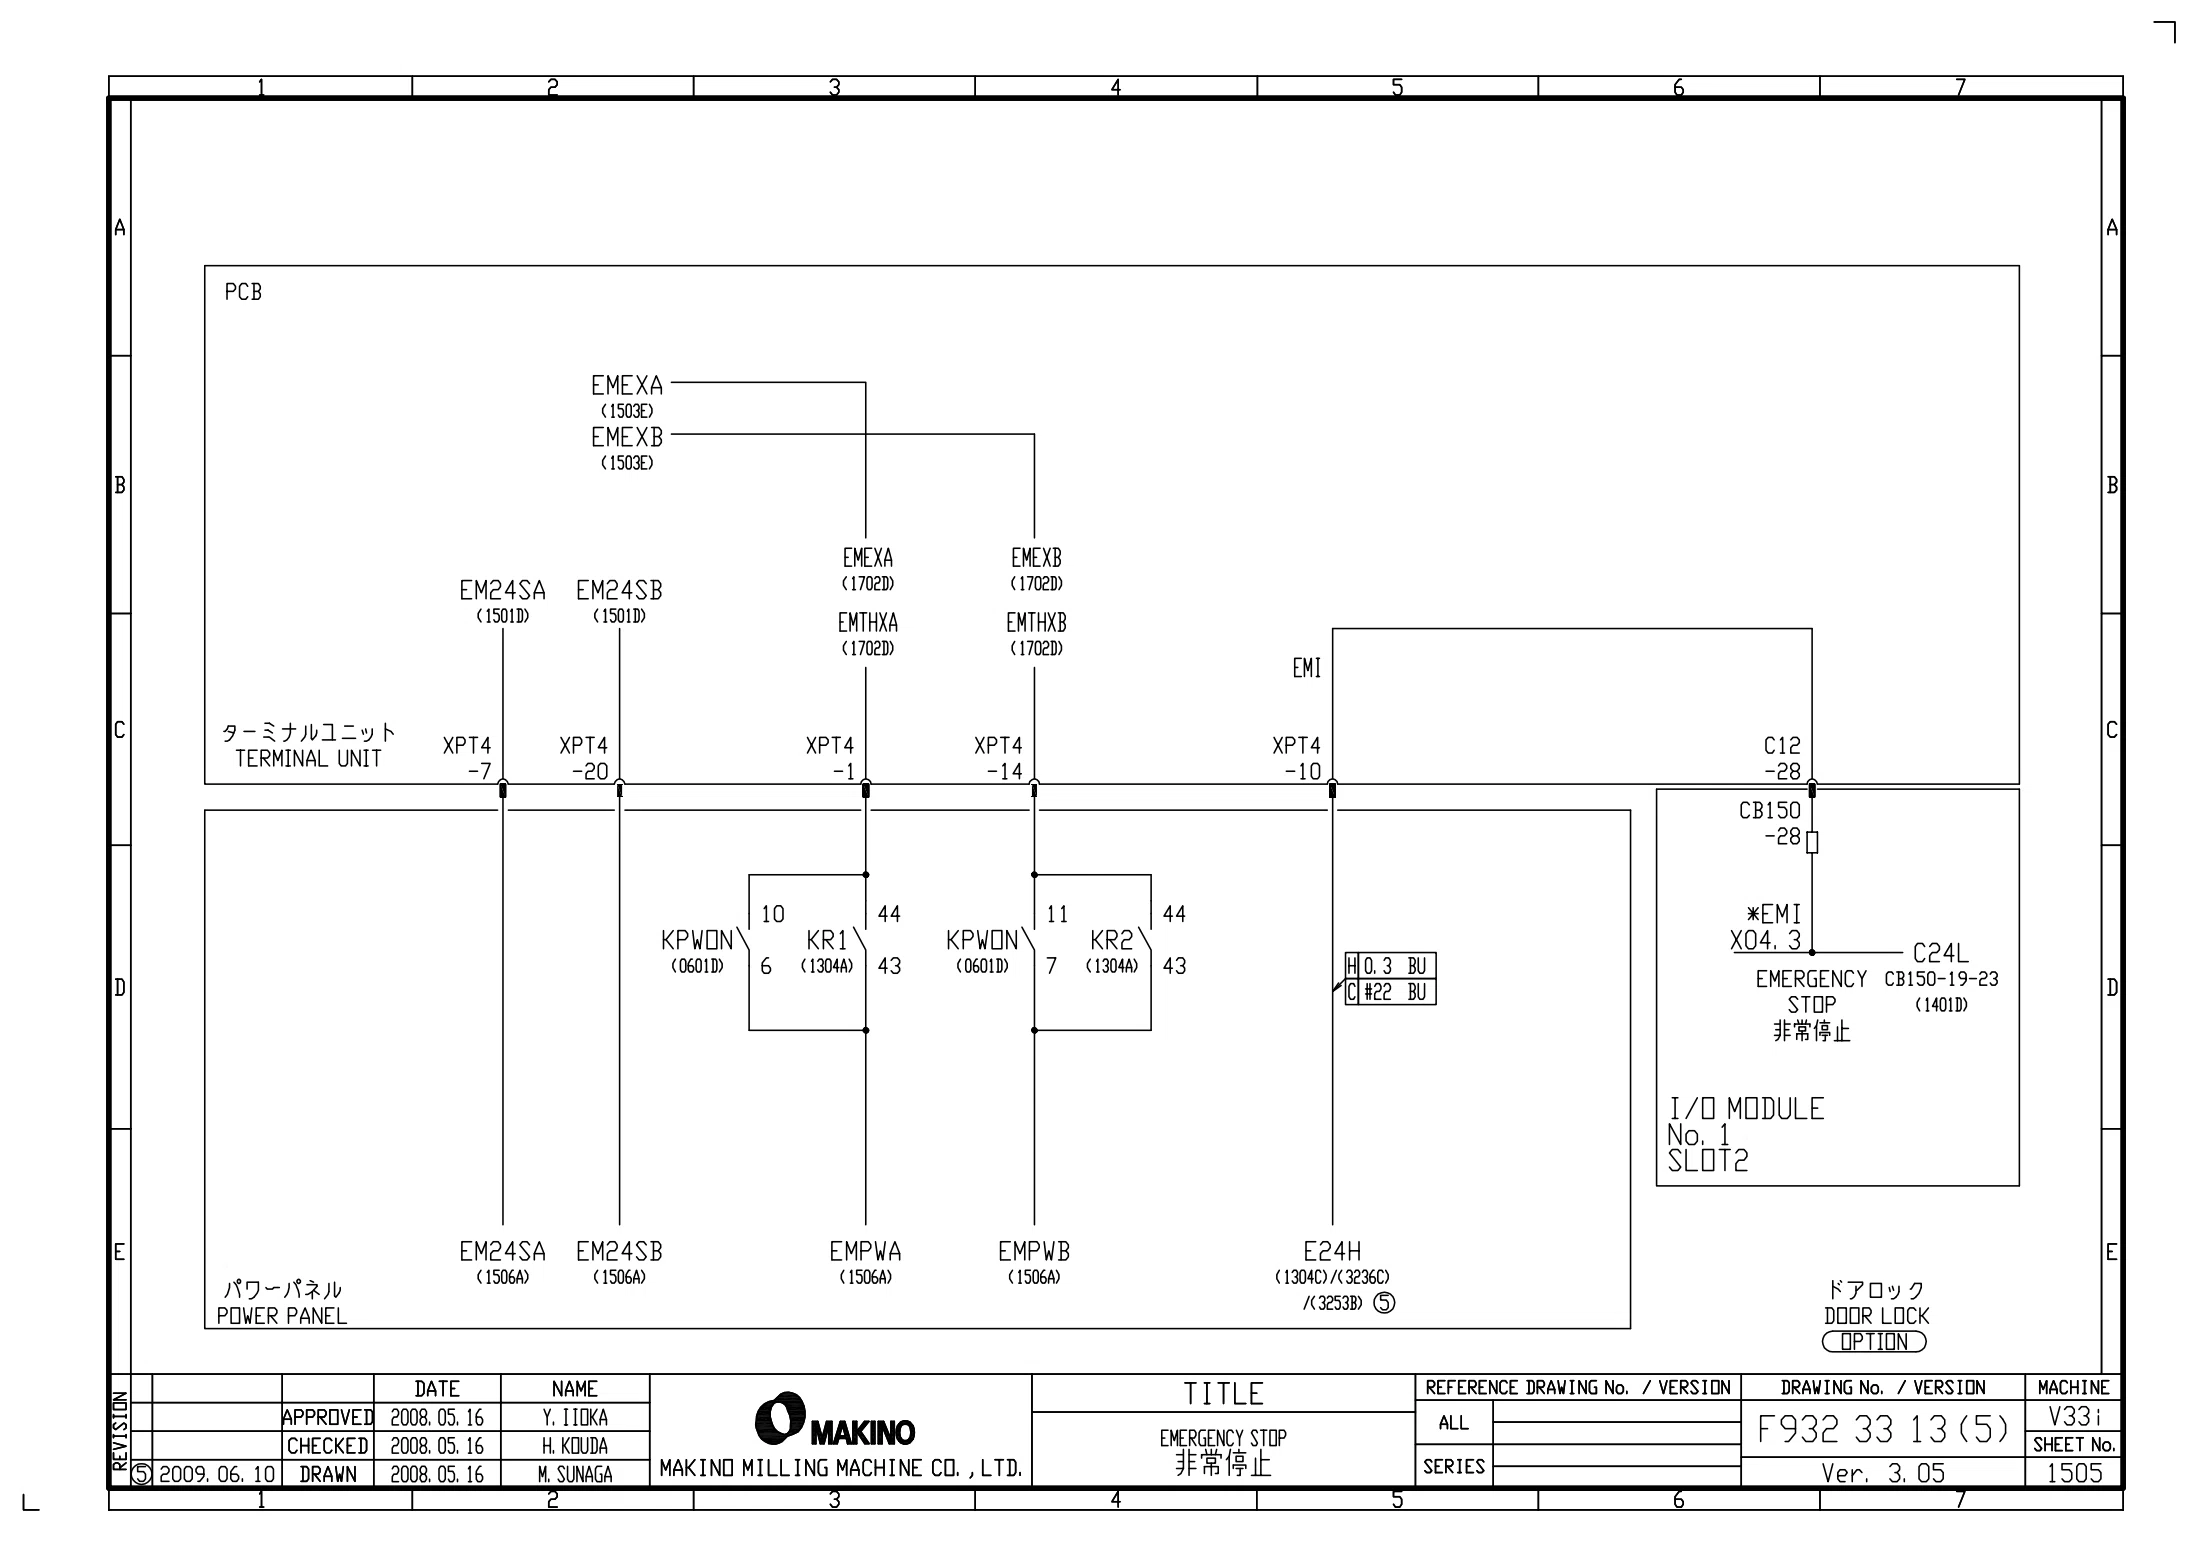 1 2 3 4 5 6 7
A A
PCB
EMEXA
(1503E)
EMEXB
(1503E)
B B
EMEXA EMEXB
(1702D) (1702D)
EM24SA EM24SB
(1501D) (1501D)
EMTHXA EMTHXB
(1702D) (1702D)
EMI
C C
ターミナルユニット
TERMINAL UNIT
XPT4 XPT4 XPT4 XPT4 XPT4 C12
-7 -20 -1 -14 -10 -28
CB150
-28
10 44 11 44
KPWON KR1 KPWON KR2
(0601D) (1304A) (0601D) (1304A)
6 43 7 43
*EMI
X04.3
C24L
CB150-19-23
(1401D)
EMERGENCY
STOP
非常停止
H 0.3 BU
C #22 BU
D D
I/O MODULE
No. 1
SLOT2
E E
EM24SA EM24SB EMPWA EMPWB E24H
(1506A) (1506A) (1506A) (1506A) (1304C)/(3236C)
/(3253B) ⑤
パワーパネル
POWER PANEL
ドアロック
DOOR LOCK
OPTION
REVISION
DATE NAME
APPROVED 2008.05.16 Y. IIOKA
CHECKED 2008.05.16 H. KOUDA
⑤ 2009.06.10 DRAWN 2008.05.16 M. SUNAGA
MAKINO
MAKINO MILLING MACHINE CO.,LTD.
TITLE
EMERGENCY STOP
非常停止
REFERENCE DRAWING No. / VERSION
ALL
SERIES
DRAWING No. / VERSION
F932 33 13(5)
Ver. 3.05
MACHINE
V33i
SHEET No.
1505
1 2 3 4 5 6 7